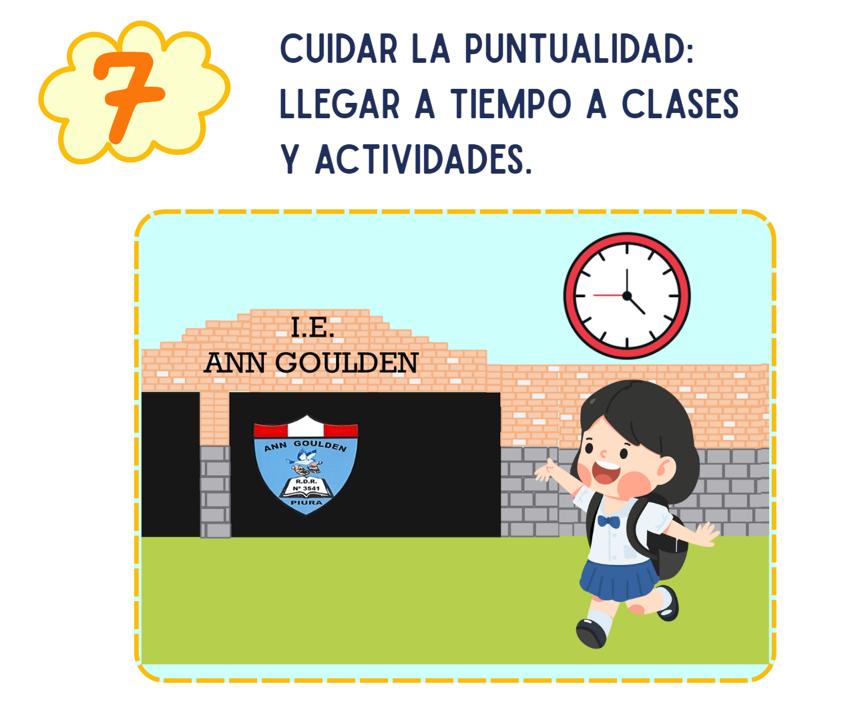 7
CUIDAR LA PUNTUALIDAD:
LLEGAR A TIEMPO A CLASES
Y ACTIVIDADES.
I.E.
ANN GOULDEN
ANN GOULDEN
R.D.R.
Nº 3541
PIURA